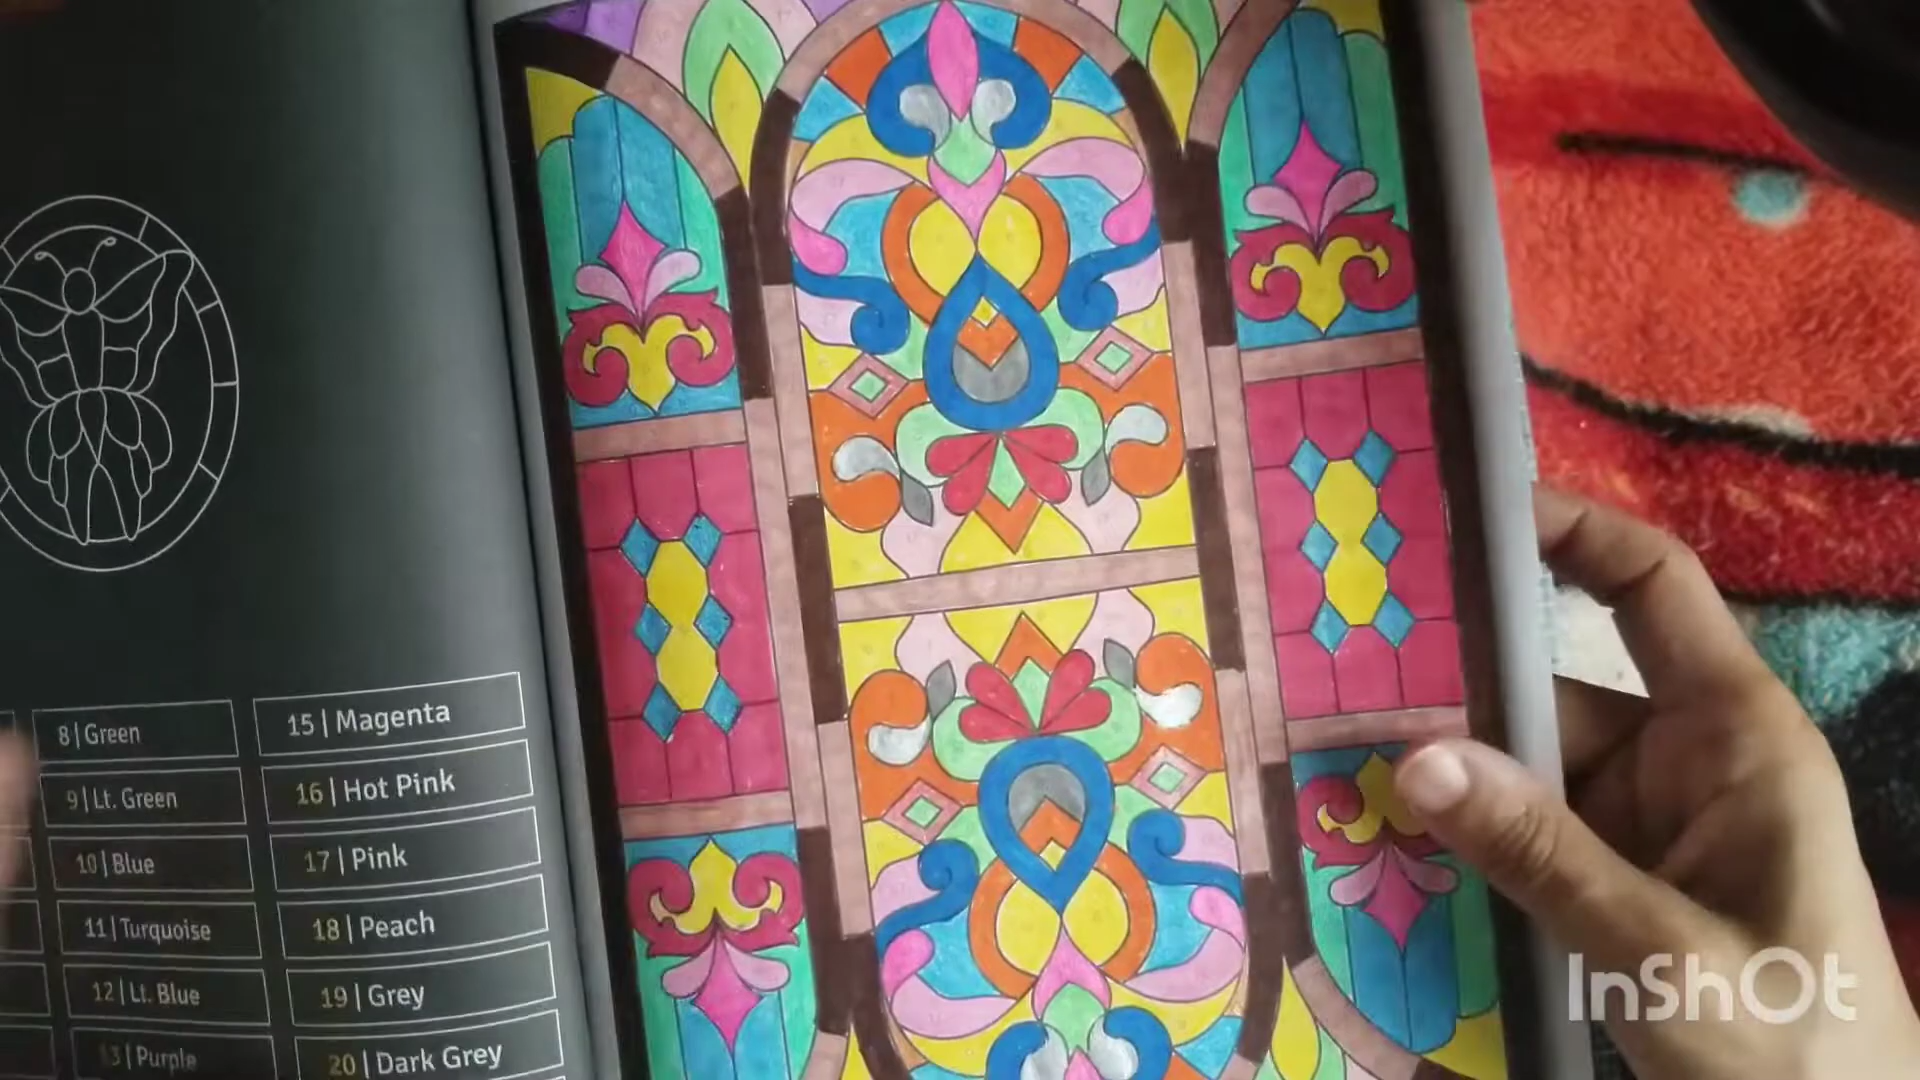 8 | Green
9 | Lt. Green
10 | Blue
11 | Turquoise
12 | Lt. Blue
13 | Purple
15 | Magenta
16 | Hot Pink
17 | Pink
18 | Peach
19 | Grey
20 | Dark Grey
InShOt